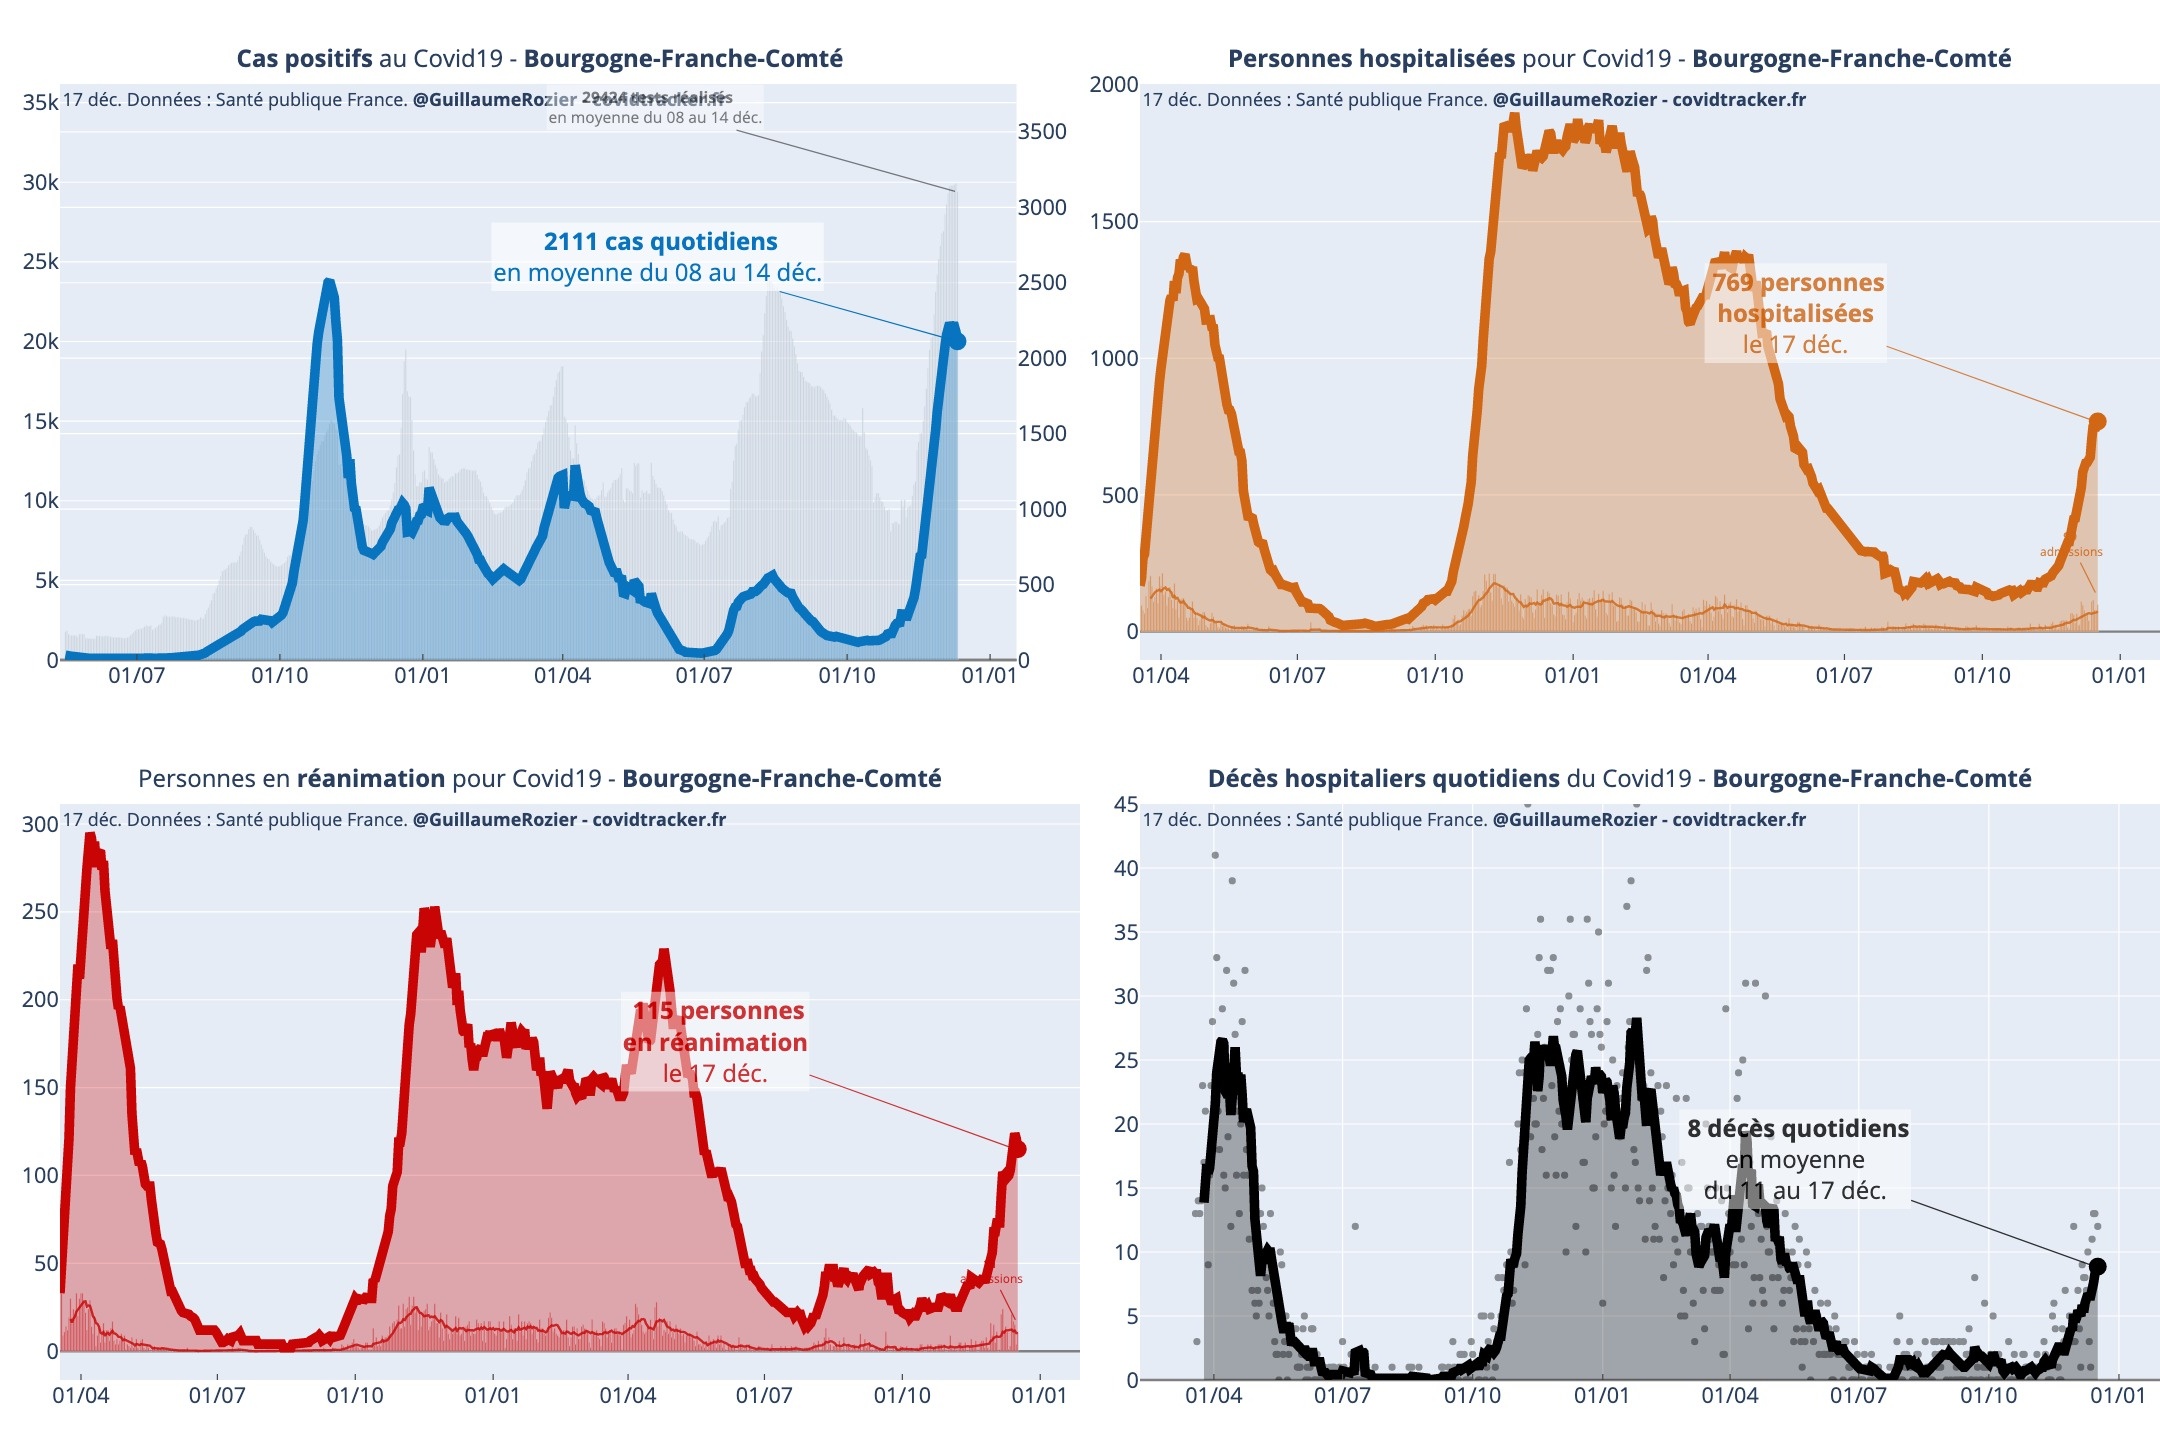 Cas positifs au Covid19 - Bourgogne-Franche-Comté
17 déc. Données : Santé publique France. @GuillaumeRozier - covidtracker.fr
29424 tests réalisés
en moyenne du 08 au 14 déc.
35k
30k
25k
20k
15k
10k
5k
0
3500
3000
2500
2000
1500
1000
500
0
2111 cas quotidiens
en moyenne du 08 au 14 déc.
01/07 01/10 01/01 01/04 01/07 01/10 01/01
Personnes hospitalisées pour Covid19 - Bourgogne-Franche-Comté
17 déc. Données : Santé publique France. @GuillaumeRozier - covidtracker.fr
2000
1500
1000
500
0
769 personnes
hospitalisées
le 17 déc.
admissions
01/04 01/07 01/10 01/01 01/04 01/07 01/10 01/01
Personnes en réanimation pour Covid19 - Bourgogne-Franche-Comté
17 déc. Données : Santé publique France. @GuillaumeRozier - covidtracker.fr
300
250
200
150
100
50
0
115 personnes
en réanimation
le 17 déc.
admissions
01/04 01/07 01/10 01/01 01/04 01/07 01/10 01/01
Décès hospitaliers quotidiens du Covid19 - Bourgogne-Franche-Comté
17 déc. Données : Santé publique France. @GuillaumeRozier - covidtracker.fr
45
40
35
30
25
20
15
10
5
0
8 décès quotidiens
en moyenne
du 11 au 17 déc.
01/04 01/07 01/10 01/01 01/04 01/07 01/10 01/01